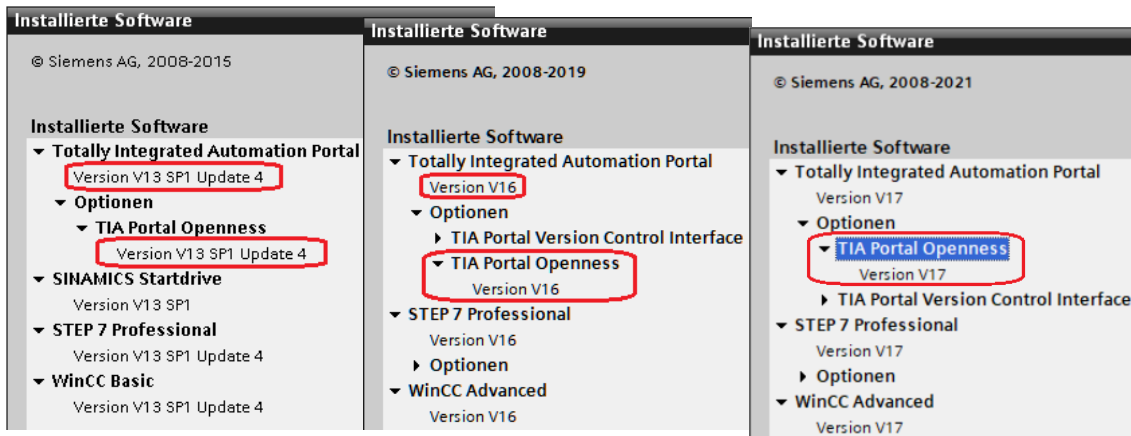 Installierte Software
© Siemens AG, 2008-2015
Installierte Software
Totally Integrated Automation Portal
Version V13 SP1 Update 4
Optionen
TIA Portal Openness
Version V13 SP1 Update 4
SINAMICS Startdrive
Version V13 SP1
STEP 7 Professional
Version V13 SP1 Update 4
WinCC Basic
Version V13 SP1 Update 4
Installierte Software
© Siemens AG, 2008-2019
Installierte Software
Totally Integrated Automation Portal
Version V16
Optionen
TIA Portal Version Control Interface
TIA Portal Openness
Version V16
STEP 7 Professional
Version V16
Optionen
WinCC Advanced
Version V16
Installierte Software
© Siemens AG, 2008-2021
Installierte Software
Totally Integrated Automation Portal
Version V17
Optionen
TIA Portal Openness
Version V17
TIA Portal Version Control Interface
STEP 7 Professional
Version V17
Optionen
WinCC Advanced
Version V17